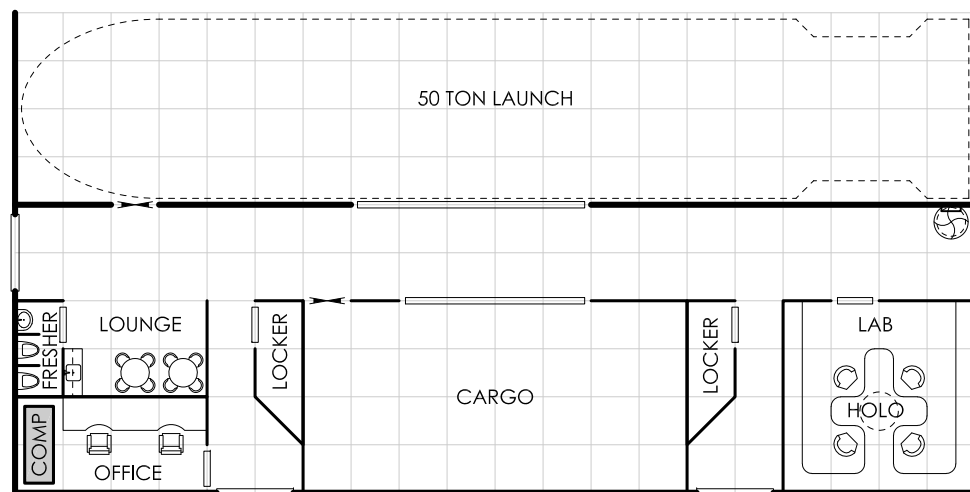 50 TON LAUNCH
LOUNGE
FRESHER
LOCKER
LOCKER
LAB
CARGO
HOLO
COMP
OFFICE